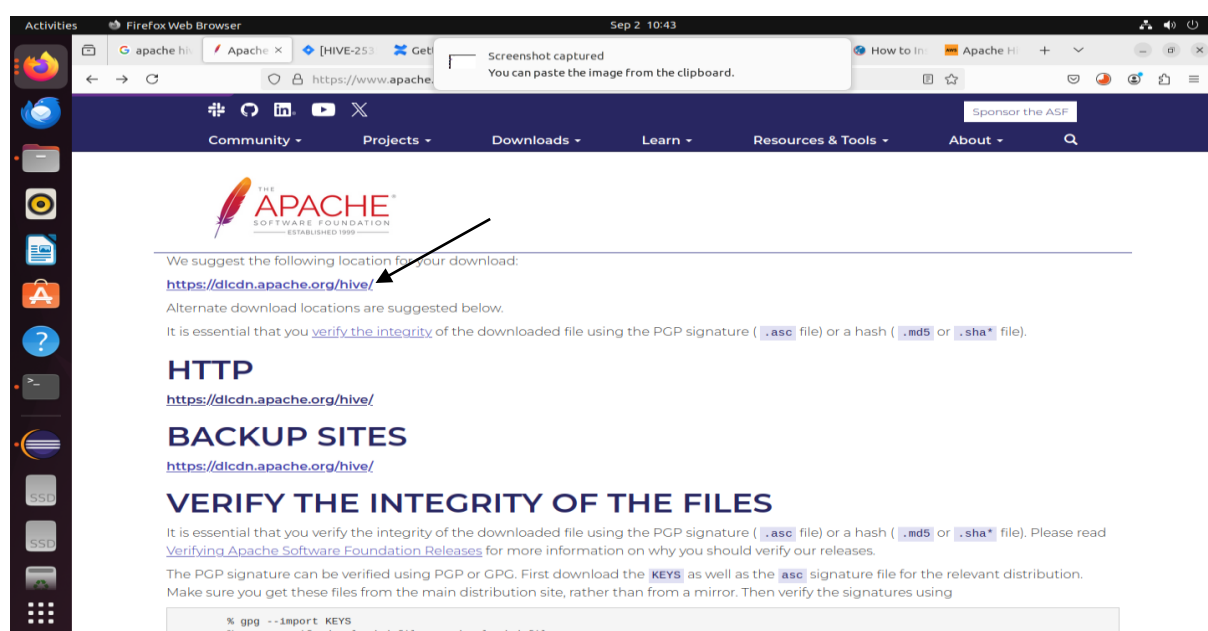 Activities
Firefox Web Browser
Sep 2 10:43
apache hi
Apache
[HIVE-253
Get
How to Ins
Apache H
Screenshot captured
You can paste the image from the clipboard.
https://www.apache.
Sponsor the ASF
Community
Projects
Downloads
Learn
Resources & Tools
About
THE
APACHE®
SOFTWARE FOUNDATION
ESTABLISHED 1999
We suggest the following location for your download:
https://dlcdn.apache.org/hive/
Alternate download locations are suggested below.
It is essential that you verify the integrity of the downloaded file using the PGP signature ( .asc file) or a hash ( .md5 or .sha* file).
HTTP
https://dlcdn.apache.org/hive/
BACKUP SITES
https://dlcdn.apache.org/hive/
SSD
VERIFY THE INTEGRITY OF THE FILES
It is essential that you verify the integrity of the downloaded file using the PGP signature ( .asc file) or a hash ( .md5 or .sha* file). Please read
SSD
Verifying Apache Software Foundation Releases for more information on why you should verify our releases.
The PGP signature can be verified using PGP or GPG. First download the KEYS as well as the asc signature file for the relevant distribution.
Make sure you get these files from the main distribution site, rather than from a mirror. Then verify the signatures using
% gpg --import KEYS